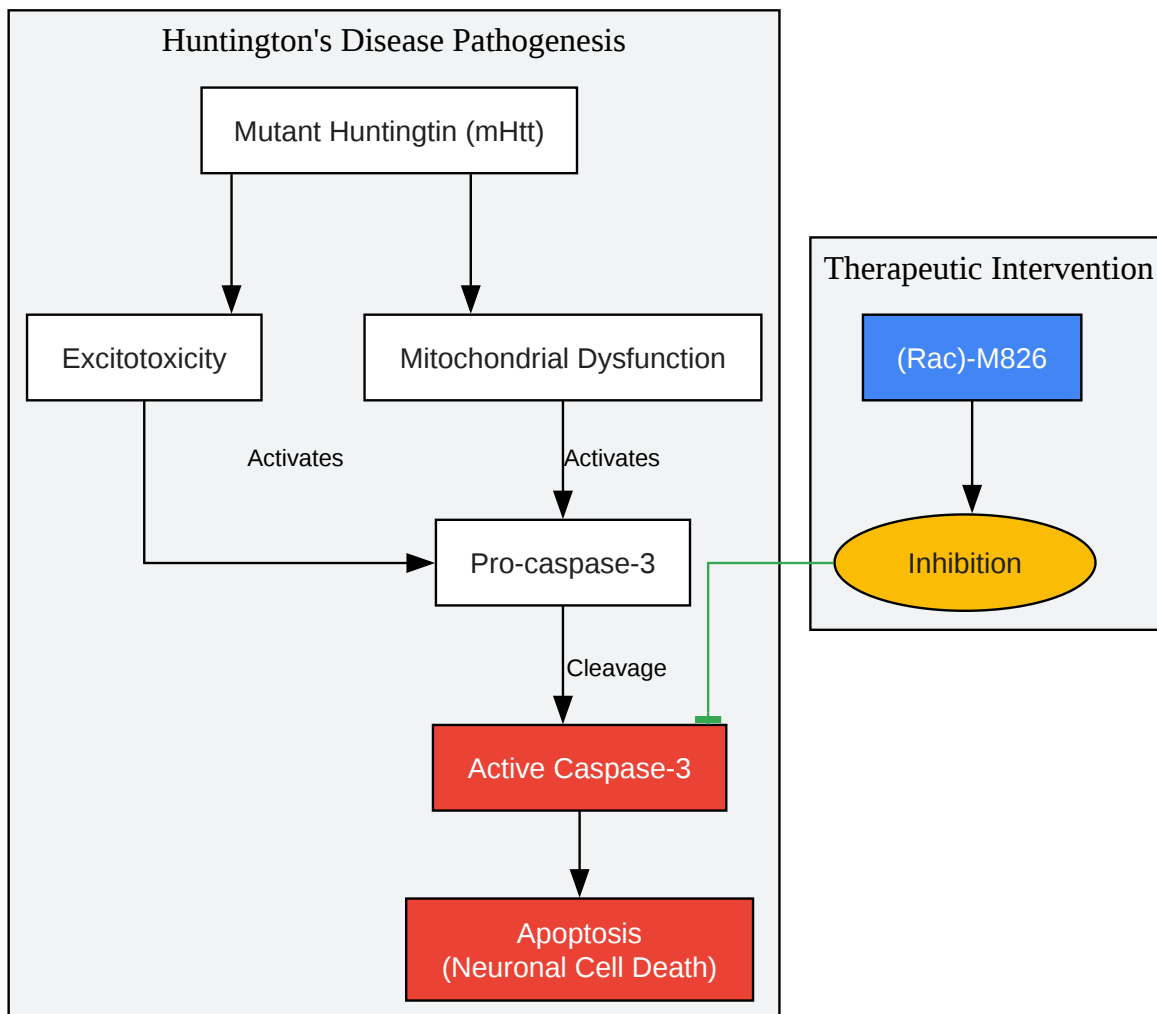 Huntington's Disease Pathogenesis
Mutant Huntingtin (mHtt)
Excitotoxicity
Mitochondrial Dysfunction
Activates
Activates
Pro-caspase-3
Cleavage
Active Caspase-3
Apoptosis
(Neuronal Cell Death)
Therapeutic Intervention
(Rac)-M826
Inhibition